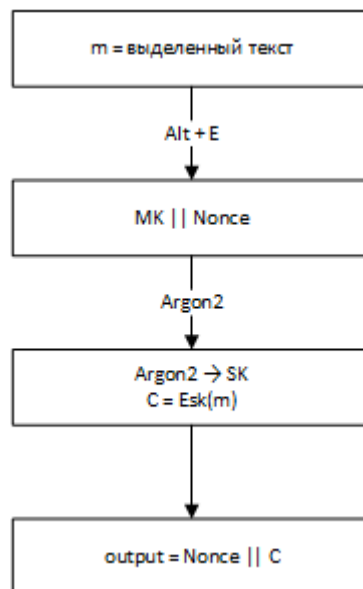 m = выделенный текст
Alt + E
MK || Nonce
Argon2
Argon2 → SK
C = Esk(m)
output = Nonce || C